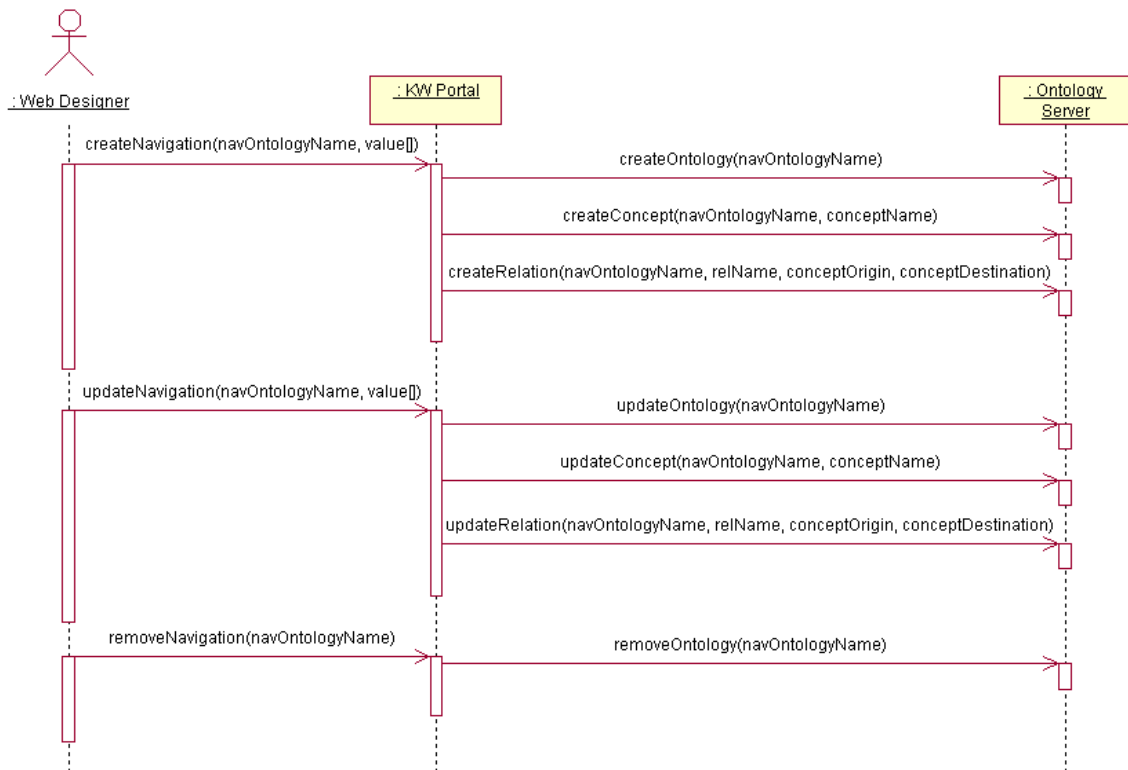 : Web Designer
: KW Portal
: Ontology
Server
createNavigation(navOntologyName, value[])
createOntology(navOntologyName)
createConcept(navOntologyName, conceptName)
createRelation(navOntologyName, relName, conceptOrigin, conceptDestination)
updateNavigation(navOntologyName, value[])
updateOntology(navOntologyName)
updateConcept(navOntologyName, conceptName)
updateRelation(navOntologyName, relName, conceptOrigin, conceptDestination)
removeNavigation(navOntologyName)
removeOntology(navOntologyName)